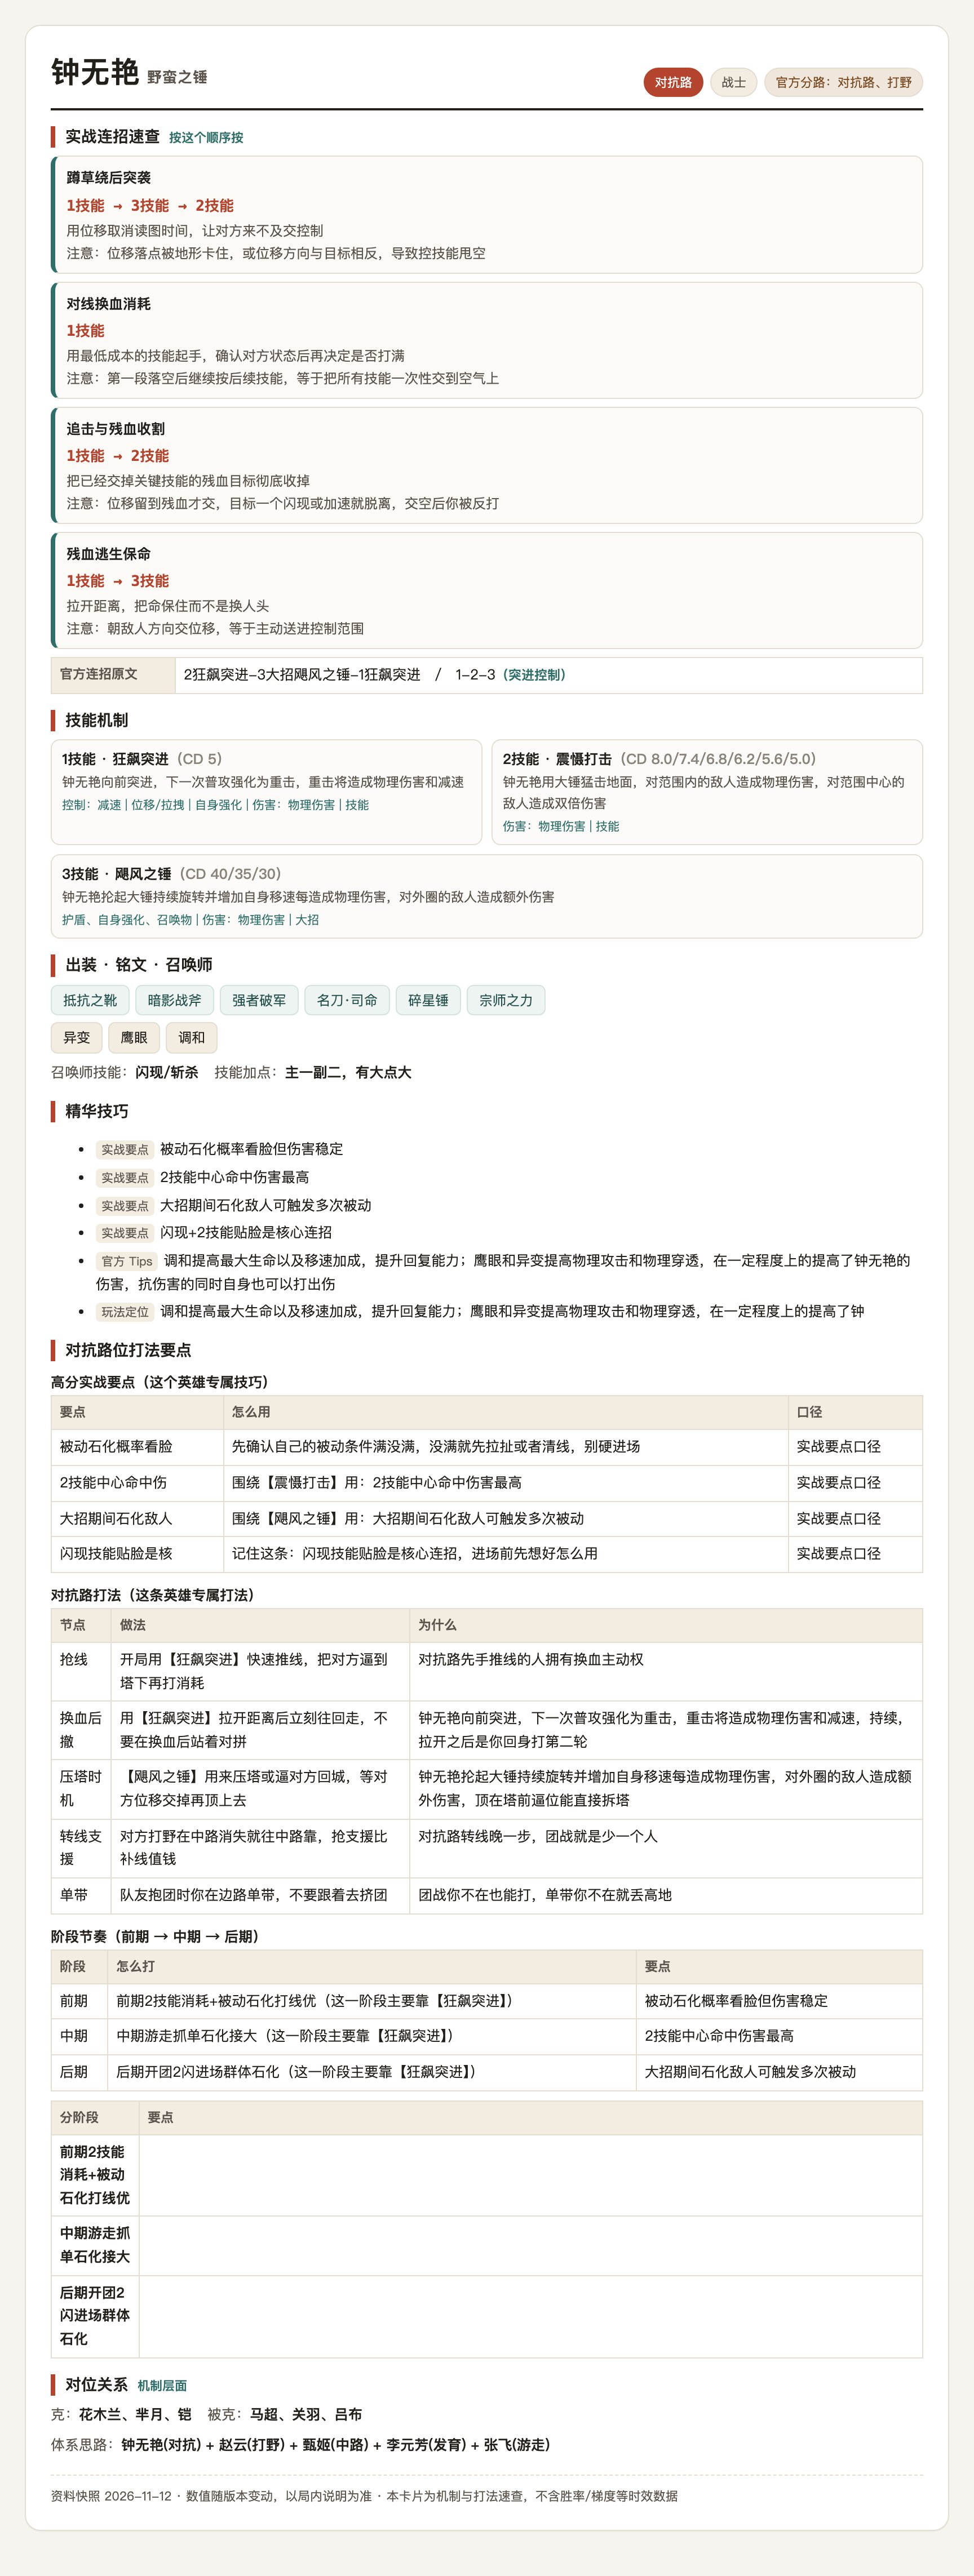 钟无艳 野蛮之锤
对抗路 战士 官方分路：对抗路、打野
实战连招速查 按这个顺序按
蹲草绕后突袭
1技能 → 3技能 → 2技能
用位移取消读图时间，让对方来不及交控制
注意：位移落点被地形卡住，或位移方向与目标相反，导致控技能甩空
对线换血消耗
1技能
用最低成本的技能起手，确认对方状态后再决定是否打满
注意：第一段落空后继续按后续技能，等于把所有技能一次性交到空气上
追击与残血收割
1技能 → 2技能
把已经交掉关键技能的残血目标彻底收掉
注意：位移留到残血才交，目标一个闪现或加速就脱离，交空后你被反打
残血逃生保命
1技能 → 3技能
拉开距离，把命保住而不是换人头
注意：朝敌人方向交位移，等于主动送进控制范围
官方连招原文 2狂飙突进–3大招飓风之锤–1狂飙突进 / 1–2–3（突进控制）
技能机制
1技能 · 狂飙突进（CD 5）
钟无艳向前突进，下一次普攻强化为重击，重击将造成物理伤害和减速
控制：减速 | 位移/拉拽 | 自身强化 | 伤害：物理伤害 | 技能
2技能 · 震慑打击（CD 8.0/7.4/6.8/6.2/5.6/5.0）
钟无艳用大锤猛击地面，对范围内的敌人造成物理伤害，对范围中心的
敌人造成双倍伤害
伤害：物理伤害 | 技能
3技能 · 飓风之锤（CD 40/35/30）
钟无艳抡起大锤持续旋转并增加自身移速每造成物理伤害，对外圈的敌人造成额外伤害
护盾、自身强化、召唤物 | 伤害：物理伤害 | 大招
出装 · 铭文 · 召唤师
抵抗之靴 暗影战斧 强者破军 名刀·司命 碎星锤 宗师之力
异变 鹰眼 调和
召唤师技能：闪现/斩杀 技能加点：主一副二，有大点大
精华技巧
• 实战要点 被动石化概率看脸但伤害稳定
• 实战要点 2技能中心命中伤害最高
• 实战要点 大招期间石化敌人可触发多次被动
• 实战要点 闪现+2技能贴脸是核心连招
• 官方 Tips 调和提高最大生命以及移速加成，提升回复能力；鹰眼和异变提高物理攻击和物理穿透，在一定程度上的提高了钟无艳的
伤害，抗伤害的同时自身也可以打出伤
• 玩法定位 调和提高最大生命以及移速加成，提升回复能力；鹰眼和异变提高物理攻击和物理穿透，在一定程度上的提高了钟
对抗路位打法要点
高分实战要点（这个英雄专属技巧）
要点 怎么用 口径
被动石化概率看脸 先确认自己的被动条件满没满，没满就先拉扯或者清线，别硬进场 实战要点口径
2技能中心命中伤 围绕【震慑打击】用：2技能中心命中伤害最高 实战要点口径
大招期间石化敌人 围绕【飓风之锤】用：大招期间石化敌人可触发多次被动 实战要点口径
闪现技能贴脸是核 记住这条：闪现技能贴脸是核心连招，进场前先想好怎么用 实战要点口径
对抗路打法（这条英雄专属打法）
节点 做法 为什么
抢线 开局用【狂飙突进】快速推线，把对方逼到 对抗路先手推线的人拥有换血主动权
塔下再打消耗
换血后 用【狂飙突进】拉开距离后立刻往回走，不 钟无艳向前突进，下一次普攻强化为重击，重击将造成物理伤害和减速，持续，
撤 要在换血后站着对拼 拉开之后是你回身打第二轮
压塔时 【飓风之锤】用来压塔或逼对方回城，等对 钟无艳抡起大锤持续旋转并增加自身移速每造成物理伤害，对外圈的敌人造成额
机 方位移交掉再顶上去 外伤害，顶在塔前逼位能直接拆塔
转线支 对方打野在中路消失就往中路靠，抢支援比 对抗路转线晚一步，团战就是少一个人
援 补线值钱
单带 队友抱团时你在边路单带，不要跟着去挤团 团战你不在也能打，单带你不在就丢高地
阶段节奏（前期 → 中期 → 后期）
阶段 怎么打 要点
前期 前期2技能消耗+被动石化打线优（这一阶段主要靠【狂飙突进】） 被动石化概率看脸但伤害稳定
中期 中期游走抓单石化接大（这一阶段主要靠【狂飙突进】） 2技能中心命中伤害最高
后期 后期开团2闪进场群体石化（这一阶段主要靠【狂飙突进】） 大招期间石化敌人可触发多次被动
分阶段 要点
前期2技能
消耗+被动
石化打线优
中期游走抓
单石化接大
后期开团2
闪进场群体
石化
对位关系 机制层面
克：花木兰、芈月、铠 被克：马超、关羽、吕布
体系思路：钟无艳(对抗) + 赵云(打野) + 甄姬(中路) + 李元芳(发育) + 张飞(游走)
资料快照 2026–11–12 · 数值随版本变动，以局内说明为准 · 本卡片为机制与打法速查，不含胜率/梯度等时效数据